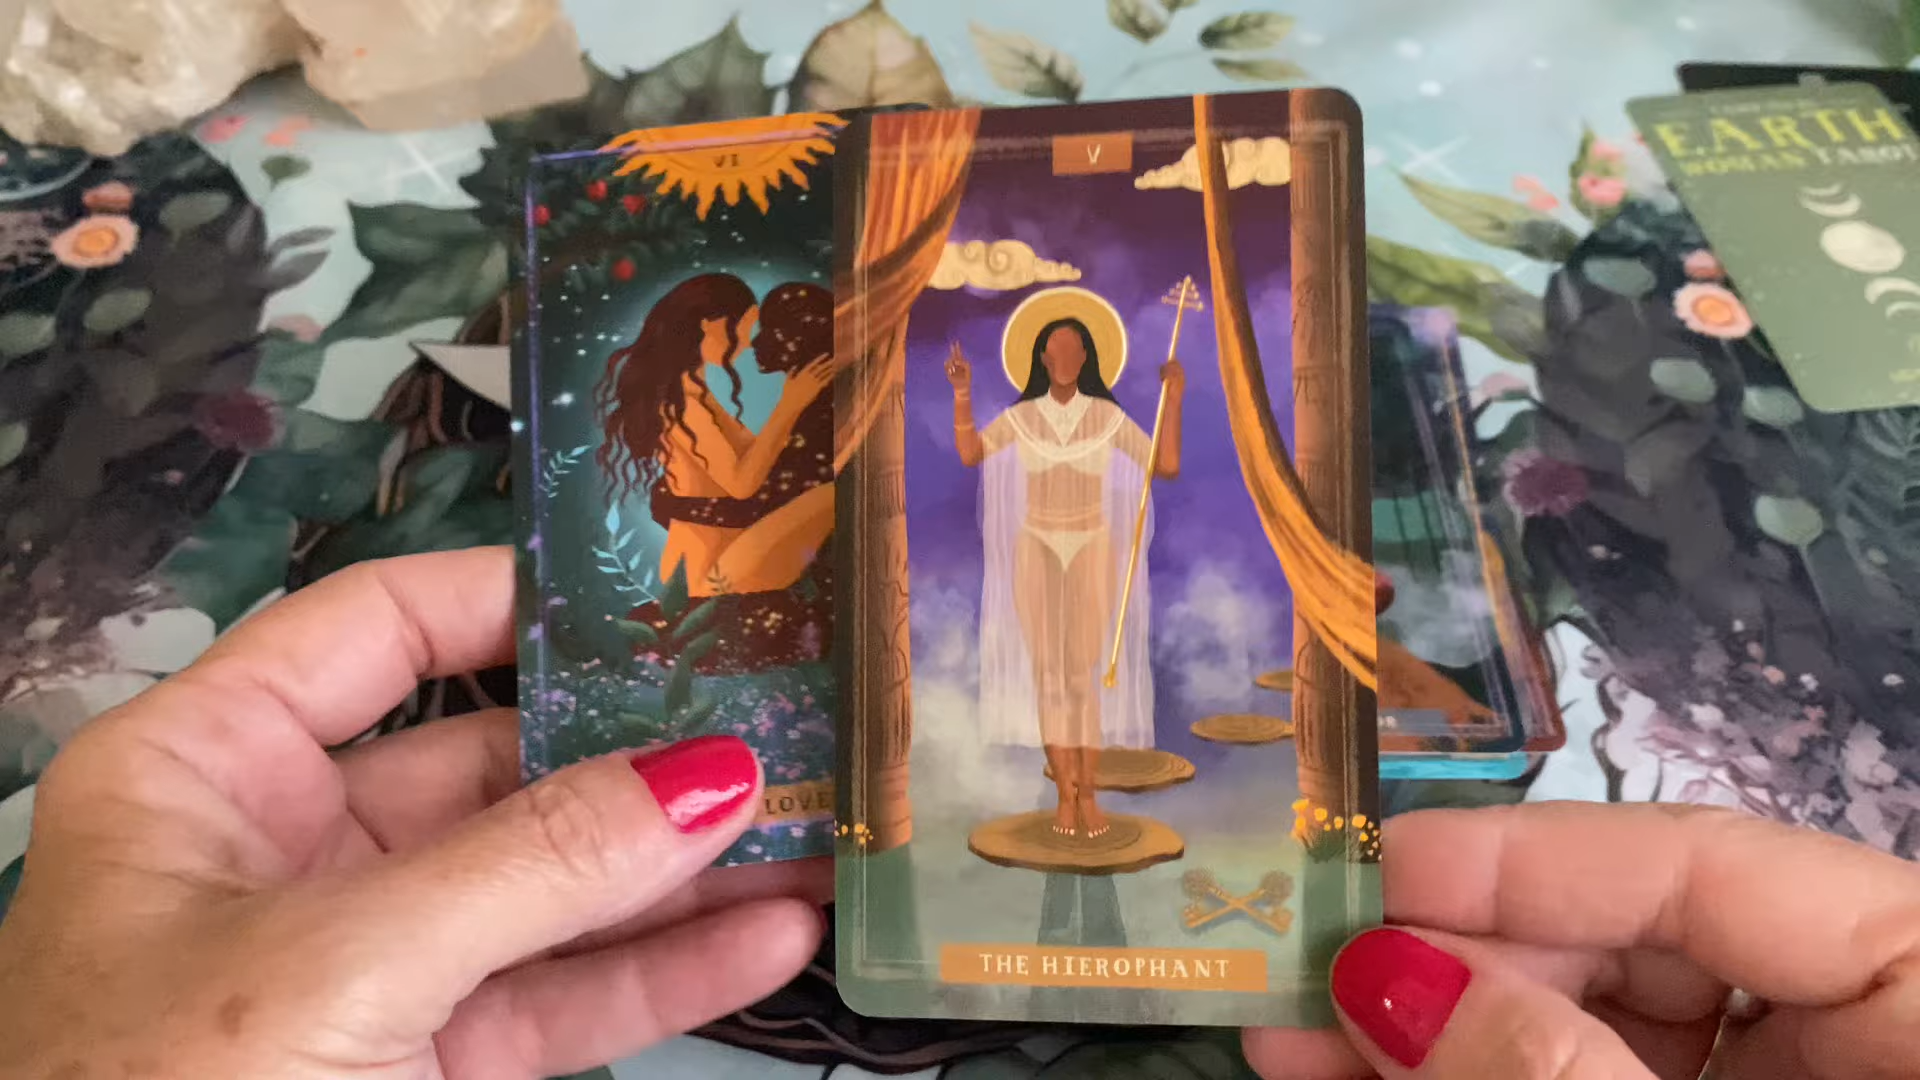 VI
LOVE
V
THE HIEROPHANT
EARTH
WOMAN TAROT